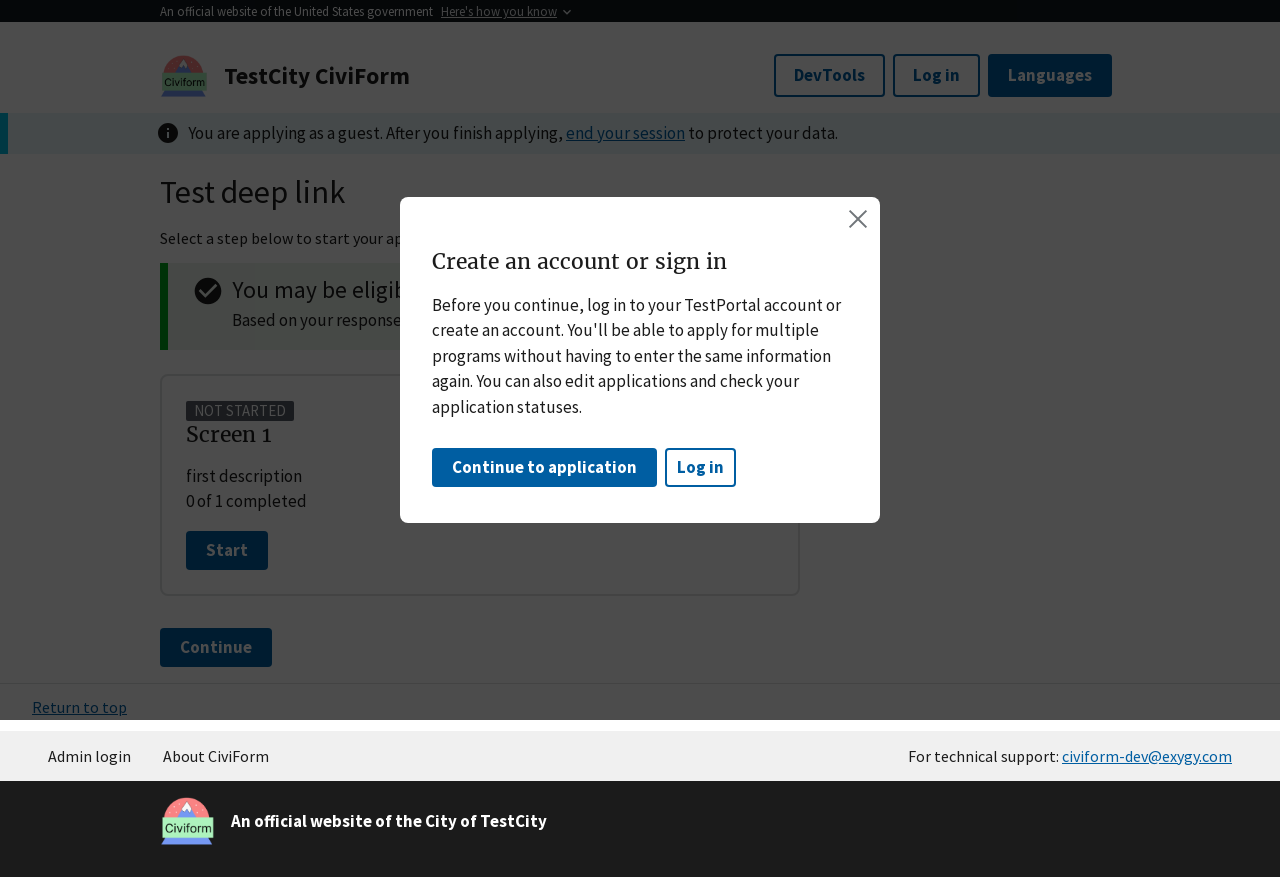 An official website of the United States government Here's how you know
Civiform
TestCity CiviForm
DevTools
Log in
Languages
You are applying as a guest. After you finish applying, end your session to protect your data.
Test deep link
Select a step below to start your ap
You may be eligib
Based on your response
Create an account or sign in
Before you continue, log in to your TestPortal account or
create an account. You'll be able to apply for multiple
programs without having to enter the same information
again. You can also edit applications and check your
application statuses.
Continue to application
Log in
NOT STARTED
Screen 1
first description
0 of 1 completed
Start
Continue
Return to top
Admin login
About CiviForm
For technical support: civiform-dev@exygy.com
Civiform
An official website of the City of TestCity